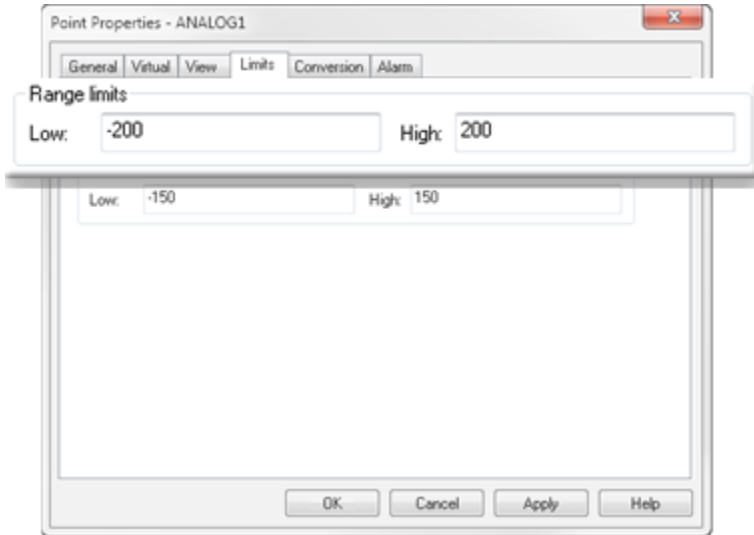 Point Properties - ANALOG1
x
General Virtual View Limits Conversion Alarm
Range limits
Low: -200 High: 200
Low: -150 High: 150
OK Cancel Apply Help